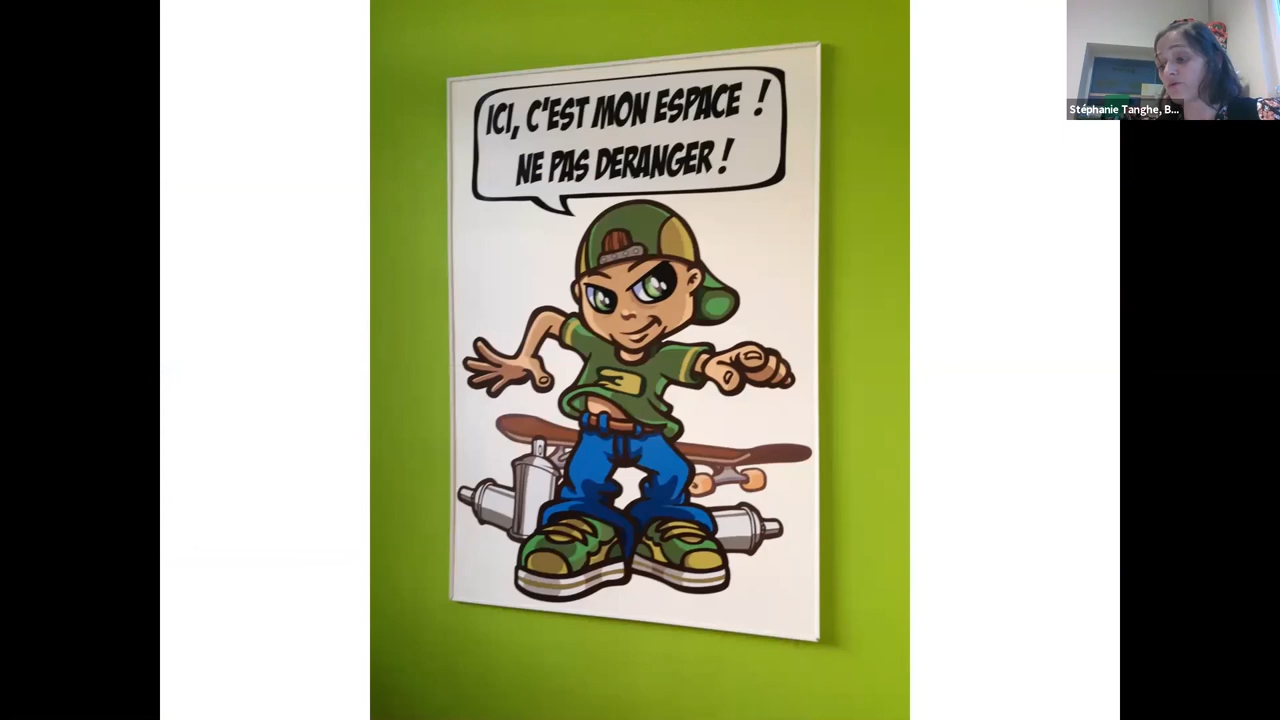 ICI, C'EST MON ESPACE !
NE PAS DERANGER !
Stéphanie Tanghe, B...